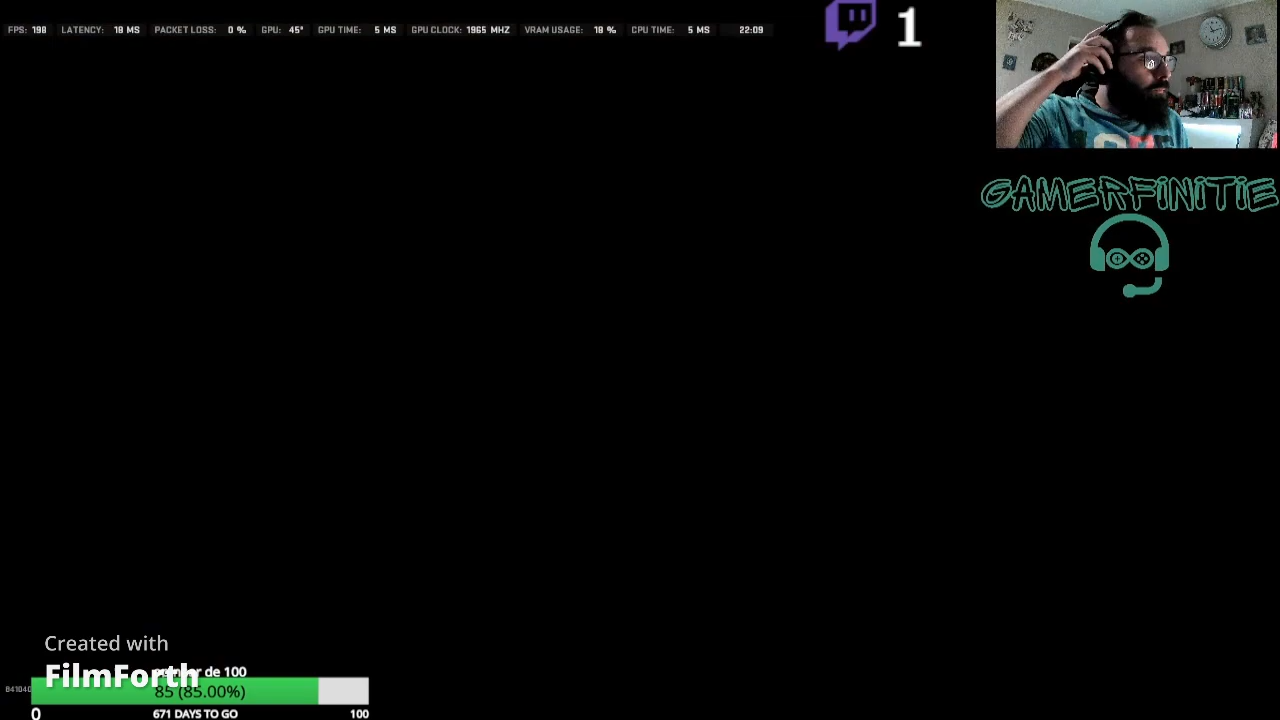 FPS: 198 LATENCY: 18 MS PACKET LOSS: 0 % GPU: 45° GPU TIME: 5 MS GPU CLOCK: 1965 MHZ VRAM USAGE: 18 % CPU TIME: 5 MS 22:09
1
GAMERFINITIE
Created with
FilmForth
de 100
85 (85.00%)
0 671 DAYS TO GO 100